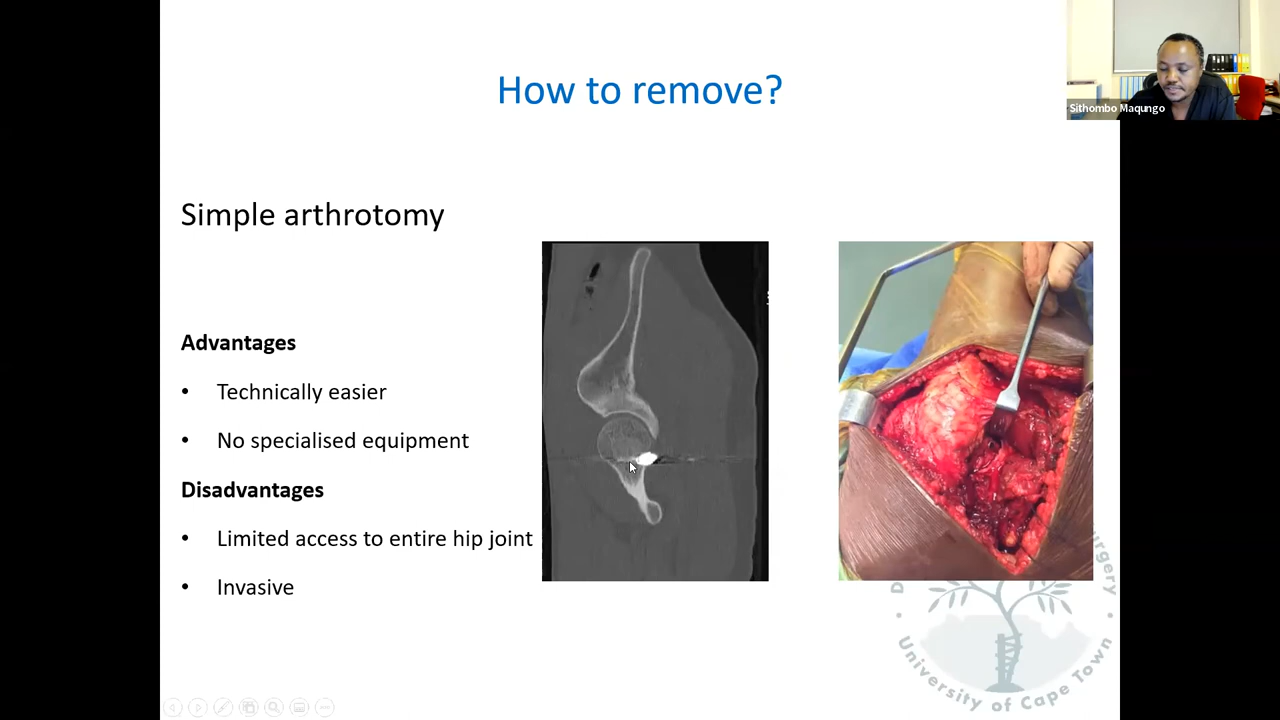 How to remove?
Sithombo Maqungo
Simple arthrotomy
Advantages
• Technically easier
• No specialised equipment
Disadvantages
• Limited access to entire hip joint
• Invasive
University of Cape Town